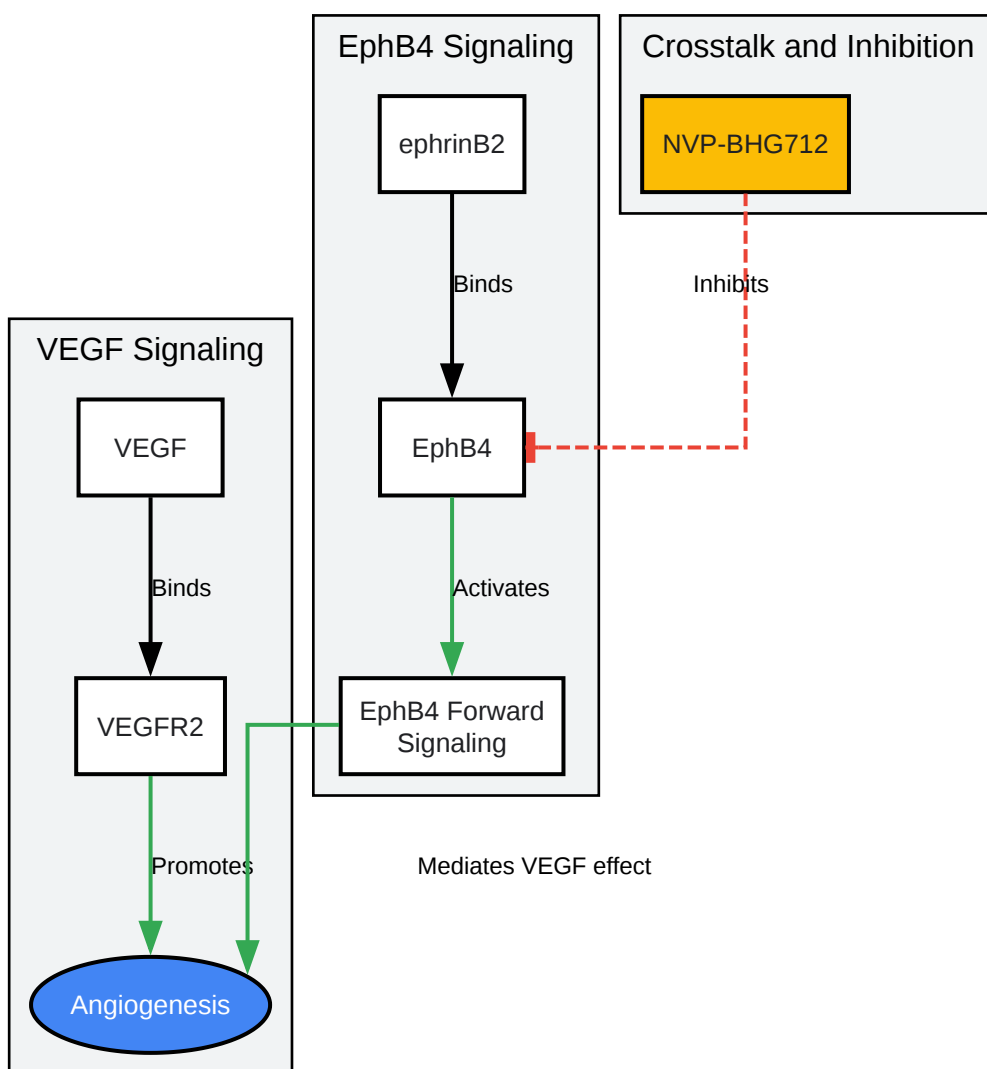 EphB4 Signaling
Crosstalk and Inhibition
ephrinB2
NVP-BHG712
Binds
Inhibits
VEGF Signaling
VEGF
EphB4
Binds
Activates
VEGFR2
EphB4 Forward
Signaling
Promotes
Mediates VEGF effect
Angiogenesis